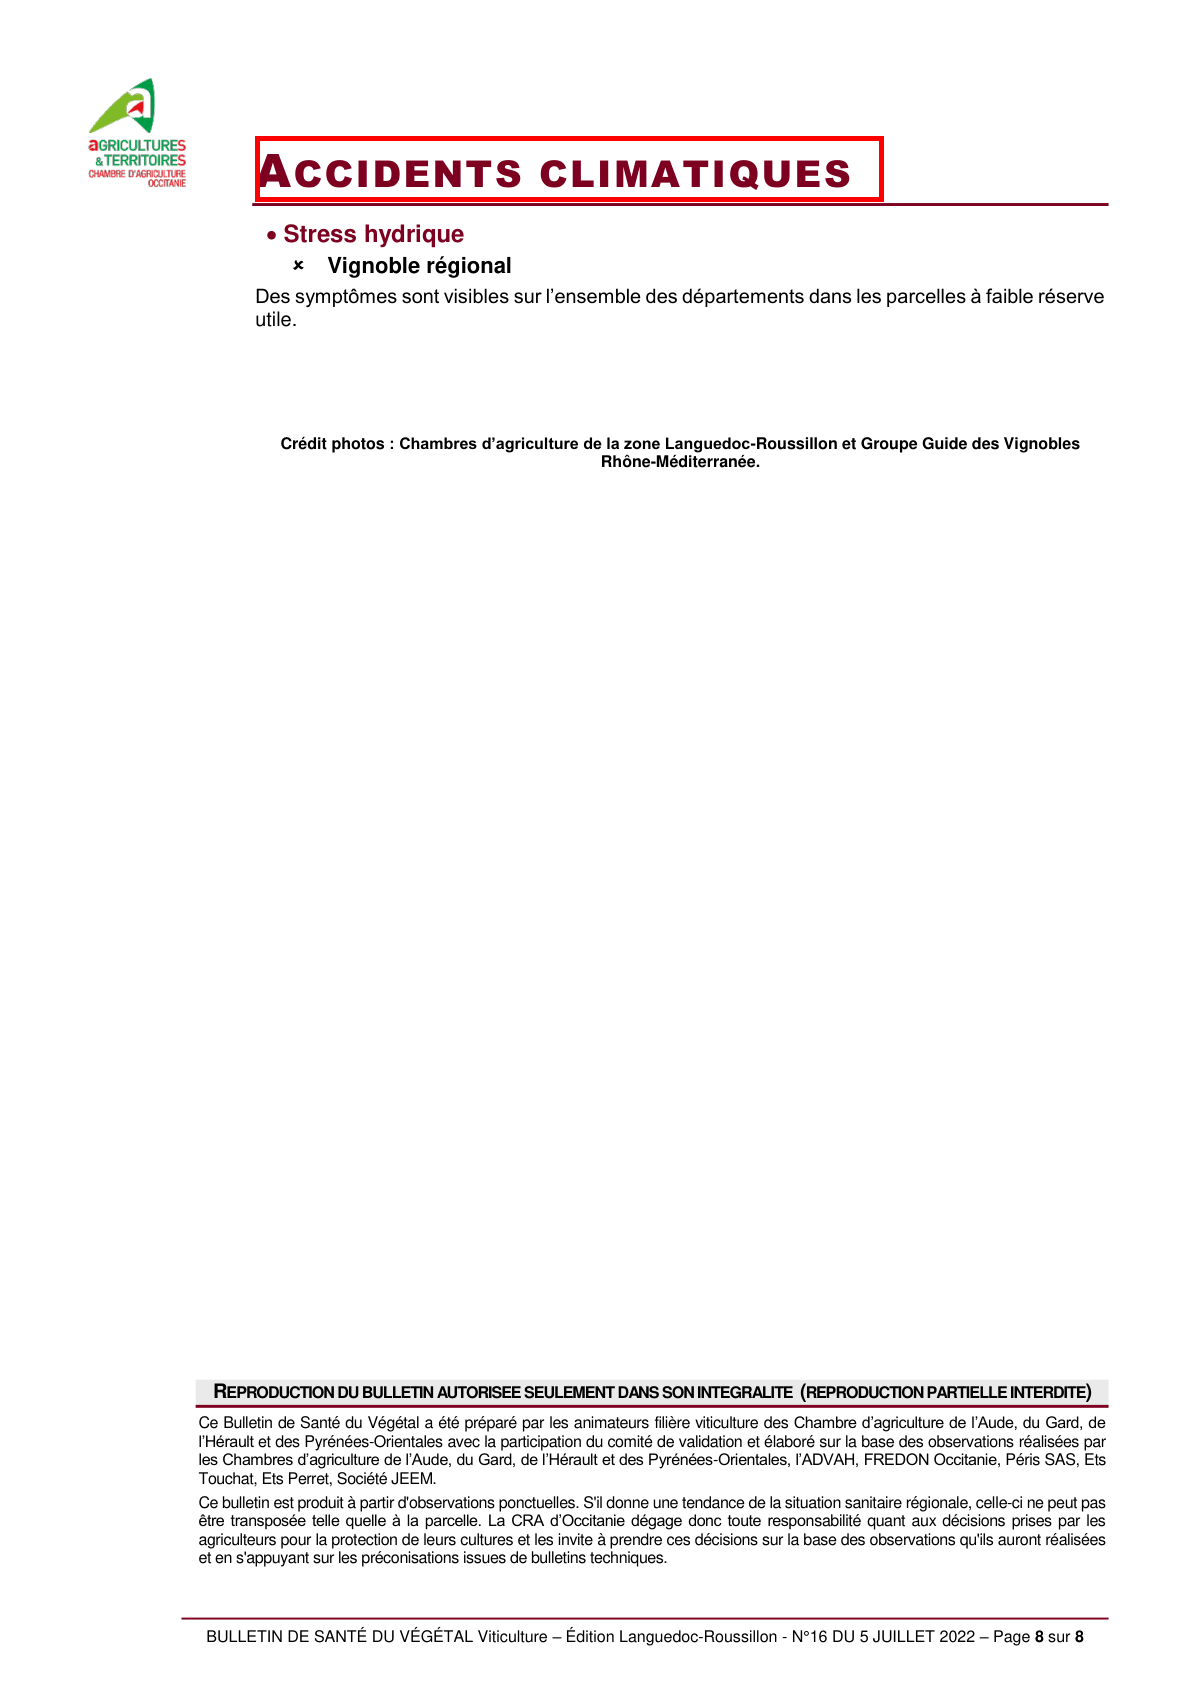 aGRICULTURES
& TERRITOIRES
CHAMBRE D'AGRICULTURE
OCCITANIE
ACCIDENTS CLIMATIQUES
• Stress hydrique
× Vignoble régional
Des symptômes sont visibles sur l’ensemble des départements dans les parcelles à faible réserve
utile.
Crédit photos : Chambres d’agriculture de la zone Languedoc-Roussillon et Groupe Guide des Vignobles
Rhône-Méditerranée.
REPRODUCTION DU BULLETIN AUTORISEE SEULEMENT DANS SON INTEGRALITE (REPRODUCTION PARTIELLE INTERDITE)
Ce Bulletin de Santé du Végétal a été préparé par les animateurs filière viticulture des Chambre d’agriculture de l’Aude, du Gard, de
l’Hérault et des Pyrénées-Orientales avec la participation du comité de validation et élaboré sur la base des observations réalisées par
les Chambres d’agriculture de l’Aude, du Gard, de l’Hérault et des Pyrénées-Orientales, l’ADVAH, FREDON Occitanie, Péris SAS, Ets
Touchat, Ets Perret, Société JEEM.
Ce bulletin est produit à partir d'observations ponctuelles. S'il donne une tendance de la situation sanitaire régionale, celle-ci ne peut pas
être transposée telle quelle à la parcelle. La CRA d’Occitanie dégage donc toute responsabilité quant aux décisions prises par les
agriculteurs pour la protection de leurs cultures et les invite à prendre ces décisions sur la base des observations qu'ils auront réalisées
et en s'appuyant sur les préconisations issues de bulletins techniques.
BULLETIN DE SANTÉ DU VÉGÉTAL Viticulture – Édition Languedoc-Roussillon - N°16 DU 5 JUILLET 2022 – Page 8 sur 8